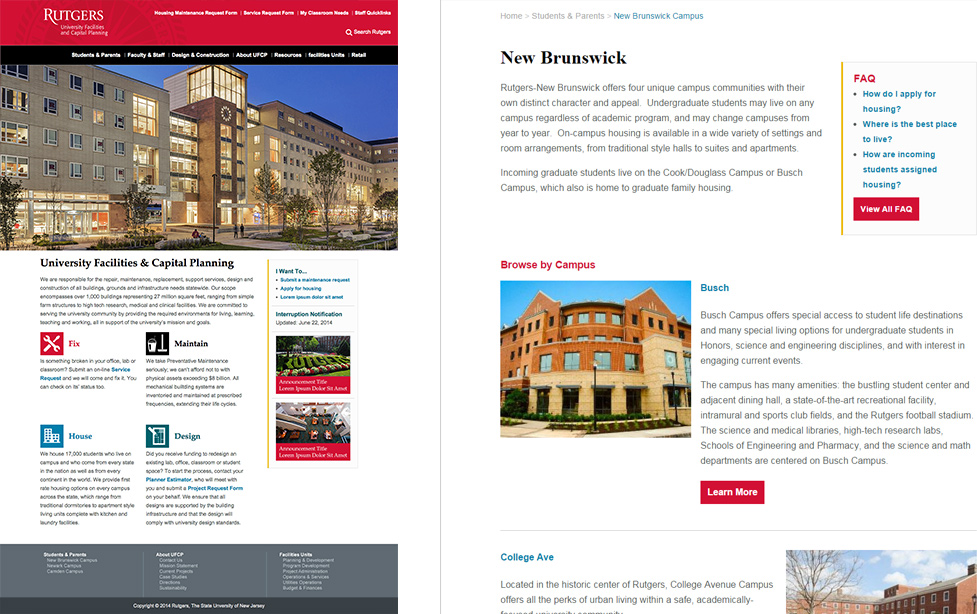 RUTGERS
University Facilities
and Capital Planning
Housing Maintenance Request Form | Service Request Form | My Classroom Needs | Staff Quicklinks
Search Rutgers
Students & Parents | Faculty & Staff | Design & Construction | About UFCP | Resources | facilities Units | Retail
University Facilities & Capital Planning
We are responsible for the repair, maintenance, replacement, support services, design and
construction of all buildings, grounds and infrastructure needs statewide. Our scope
encompasses over 1,000 buildings representing 27 million square feet, ranging from simple
farm structures to high tech research, medical and clinical facilities. We are committed to
serving the university community by providing the required environments for living, learning,
teaching and working, all in support of the university's mission and goals.
Fix
Is something broken in your office, lab or
classroom? Submit an on-line Service
Request and we will come and fix it. You
can check on its' status too.
Maintain
We take Preventative Maintenance
seriously; we can't afford not to with
physical assets exceeding $8 billion. All
mechanical building systems are
inventoried and maintained at prescribed
frequencies, extending their life cycles.
House
We house 17,000 students who live on
campus and who come from every state
in the nation as well as from every
continent in the world. We provide first
rate housing options on every campus
across the state, which range from
traditional dormitories to apartment style
living units complete with kitchen and
laundry facilities.
Design
Did you receive funding to redesign an
existing lab, office, classroom or student
space? To start the process, contact your
Planner Estimator, who will meet with
you and submit a Project Request Form
on your behalf. We ensure that all
designs are supported by the building
infrastructure and that the design will
comply with university design standards.
I Want To...
• Submit a maintenance request
• Apply for housing
• Lorem ipsum dolor sit amet
Interruption Notification
Updated: June 22, 2014
Announcement Title
Lorem Ipsum Dolor Sit Amet
Announcement Title
Lorem Ipsum Dolor Sit Amet
Students & Parents
New Brunswick Campus
Newark Campus
Camden Campus
About UFCP
Contact Us
Mission Statement
Current Projects
Case Studies
Directions
Sustainability
Facilities Units
Planning & Development
Program Development
Project Administration
Operations & Services
Utilities Operations
Budget & Finances
Copyright © 2014 Rutgers, The State University of New Jersey
Home > Students & Parents > New Brunswick Campus
New Brunswick
Rutgers-New Brunswick offers four unique campus communities with their
own distinct character and appeal. Undergraduate students may live on any
campus regardless of academic program, and may change campuses from
year to year. On-campus housing is available in a wide variety of settings and
room arrangements, from traditional style halls to suites and apartments.
Incoming graduate students live on the Cook/Douglass Campus or Busch
Campus, which also is home to graduate family housing.
FAQ
• How do I apply for
housing?
• Where is the best place
to live?
• How are incoming
students assigned
housing?
View All FAQ
Browse by Campus
Busch
Busch Campus offers special access to student life destinations
and many special living options for undergraduate students in
Honors, science and engineering disciplines, and with interest in
engaging current events.
The campus has many amenities: the bustling student center and
adjacent dining hall, a state-of-the-art recreational facility,
intramural and sports club fields, and the Rutgers football stadium.
The science and medical libraries, high-tech research labs,
Schools of Engineering and Pharmacy, and the science and math
departments are centered on Busch Campus.
Learn More
College Ave
Located in the historic center of Rutgers, College Avenue Campus
offers all the perks of urban living within a safe, academically-
focused university community.